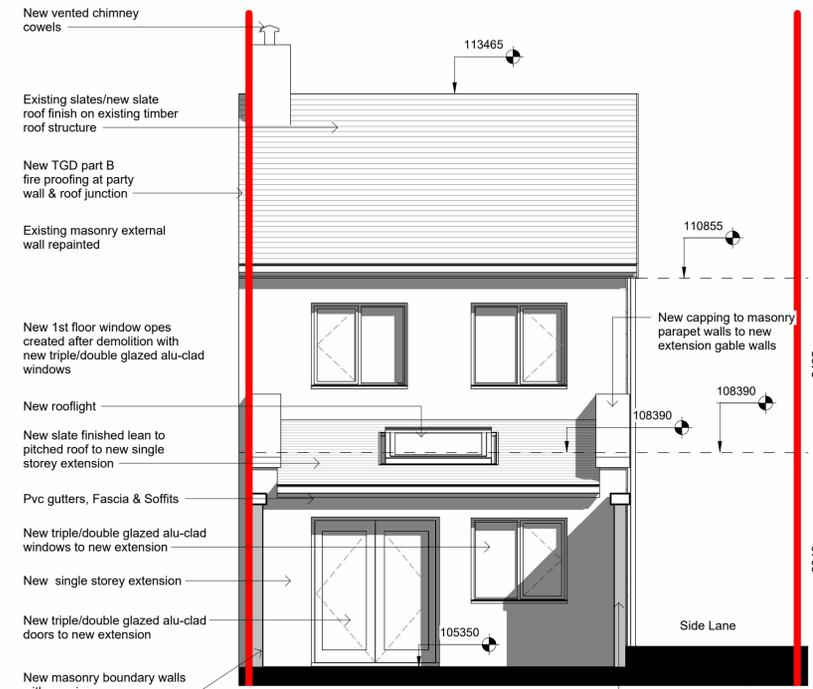 New vented chimney
cowels
113465
Existing slates/new slate
roof finish on existing timber
roof structure
New TGD part B
fire proofing at party
wall & roof junction
Existing masonry external
wall repainted
110855
New 1st floor window opes
created after demolition with
new triple/double glazed alu-clad
windows
New capping to masonry
parapet walls to new
extension gable walls
New rooflight
108390
108390
New slate finished lean to
pitched roof to new single
storey extension
Pvc gutters, Fascia & Soffits
New triple/double glazed alu-clad
windows to new extension
New single storey extension
New triple/double glazed alu-clad
doors to new extension
105350
Side Lane
New masonry boundary walls